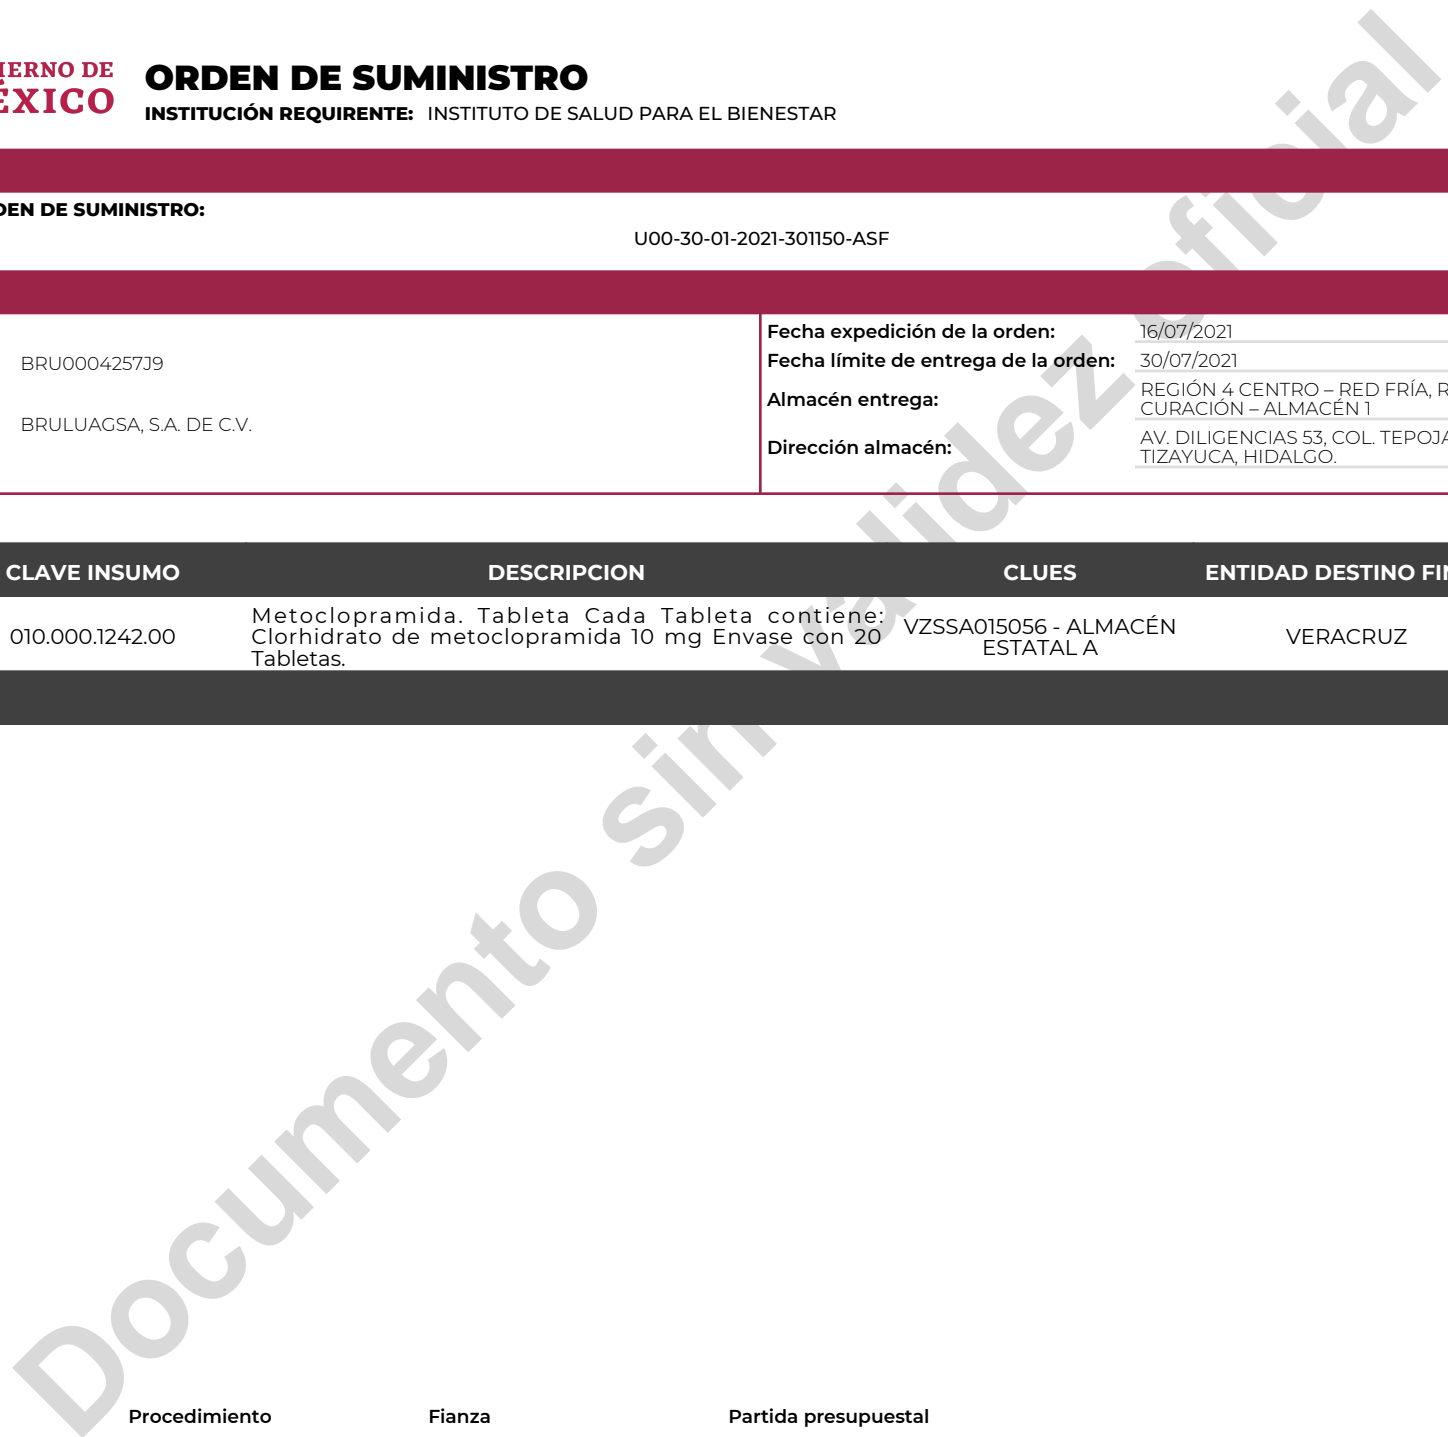 IERNO DE
ÉXICO
ORDEN DE SUMINISTRO
INSTITUCIÓN REQUIRENTE: INSTITUTO DE SALUD PARA EL BIENESTAR
DEN DE SUMINISTRO:
U00-30-01-2021-301150-ASF
BRU0004257J9
BRULUAGSA, S.A. DE C.V.
Fecha expedición de la orden: 16/07/2021
Fecha límite de entrega de la orden: 30/07/2021
Almacén entrega: REGIÓN 4 CENTRO – RED FRÍA, R
CURACIÓN – ALMACÉN 1
Dirección almacén: AV. DILIGENCIAS 53, COL. TEPOJA
TIZAYUCA, HIDALGO.
CLAVE INSUMO DESCRIPCION CLUES ENTIDAD DESTINO FIN
010.000.1242.00
Metoclopramida. Tableta Cada Tableta contiene:
Clorhidrato de metoclopramida 10 mg Envase con 20
Tabletas.
VZSSA015056 - ALMACÉN
ESTATAL A
VERACRUZ
Documento sin validez oficial
Procedimiento Fianza Partida presupuestal